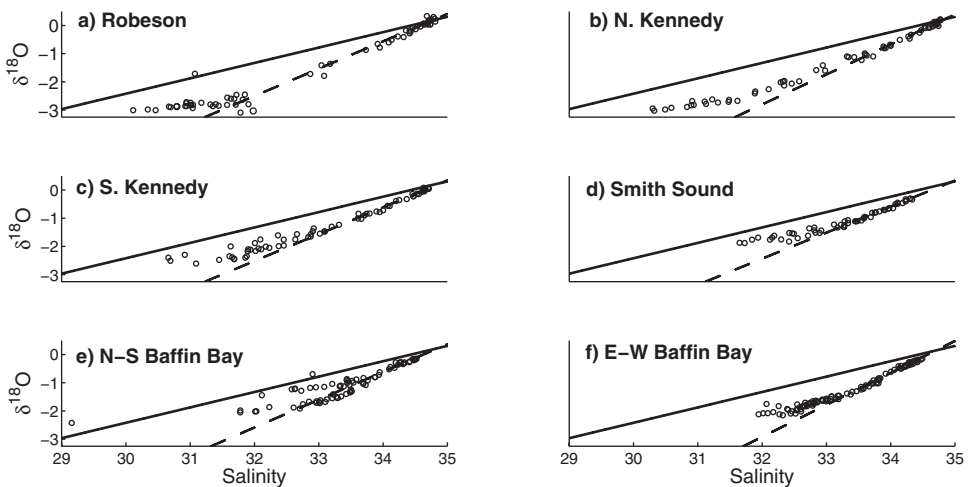 a) Robeson
b) N. Kennedy
0
−1
−2
−3
δ18O
c) S. Kennedy
d) Smith Sound
0
−1
−2
−3
δ18O
e) N−S Baffin Bay
f) E−W Baffin Bay
0
−1
−2
−3
δ18O
29 30 31 32 33 34 35
29 30 31 32 33 34 35
Salinity
Salinity